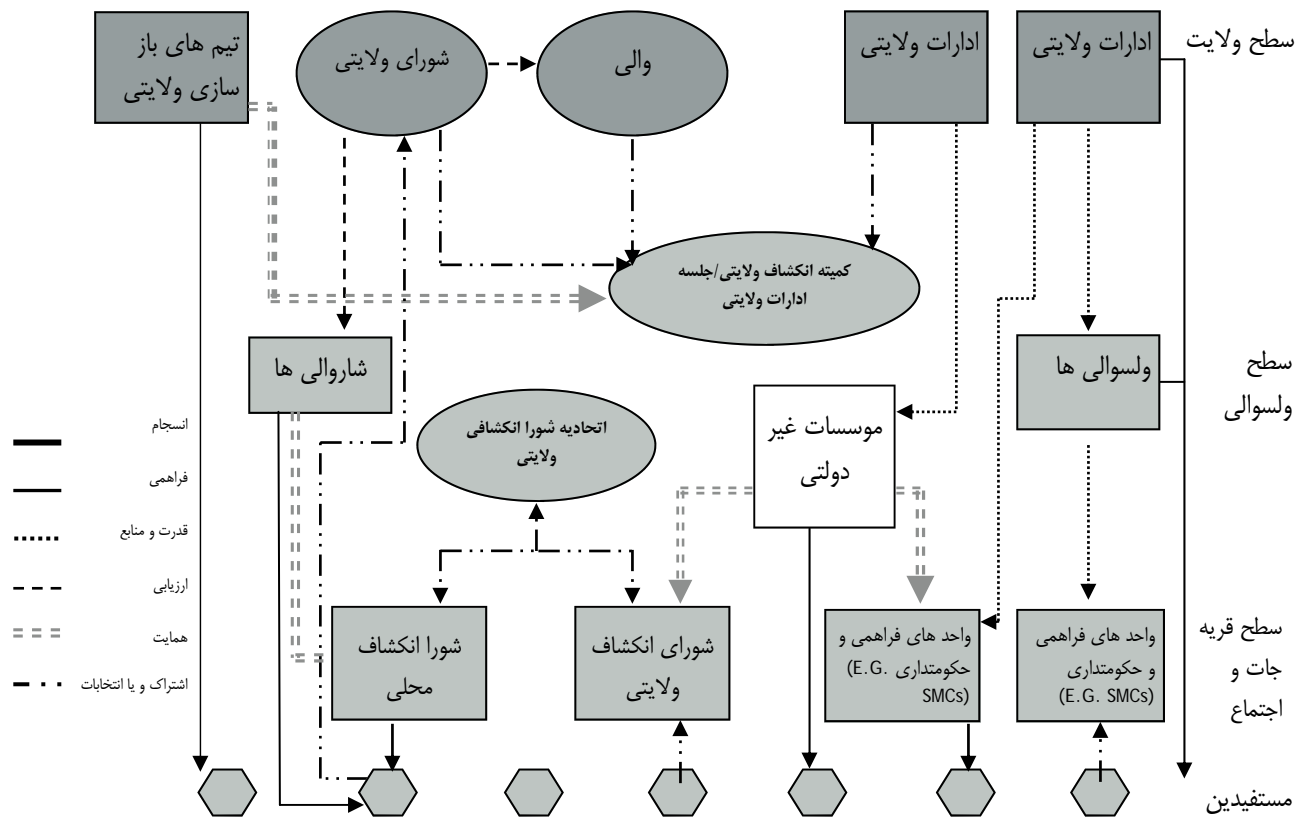 سطح ولایت
ادارات ولایتی
ادارات ولایتی
والی
شورای ولایتی
تیم های باز
سازی ولایتی
کمیته انکشاف ولایتی/جلسه
ادارات ولایتی
سطح
ولسوالی
ولسوالی ها
موسسات غیر
دولتی
اتحادیه شورا انکشافی
ولایتی
شاروالی ها
انسجام
فراهمی
قدرت و منابع
ارزیابی
همایت
اشتراک و یا انتخابات
سطح قریه
جات و
اجتماع
واحد های فراهمی
و حکومتداری
(E.G. SMCs)
واحد های فراهمی و
حکومتداری (E.G.
SMCs)
شورای انکشاف
ولایتی
شورا انکشاف
محلی
مستفیدین